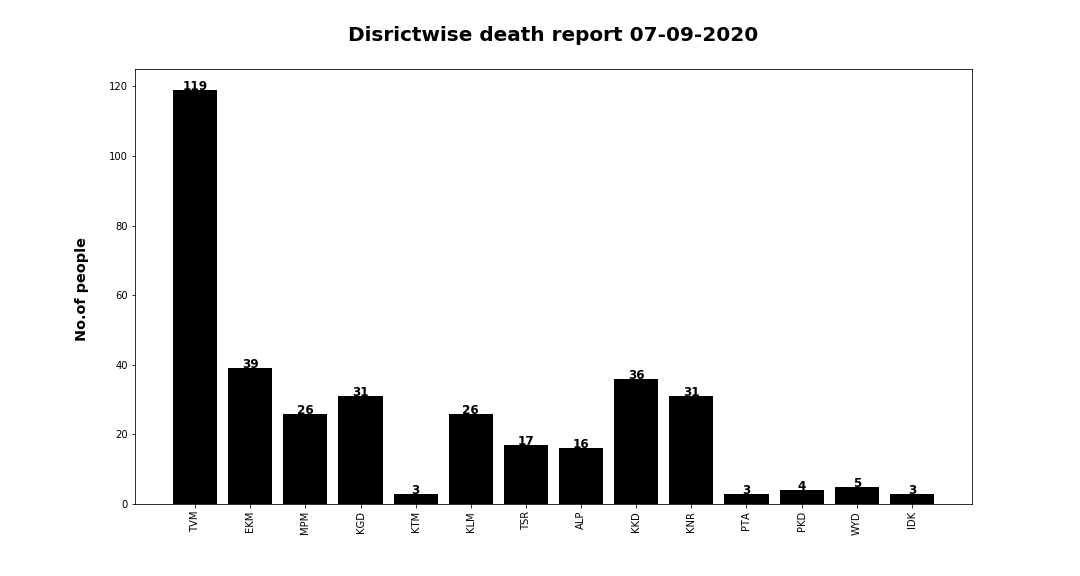 Disrictwise death report 07-09-2020
No.of people
120
100
80
60
40
20
0
119
39
26
31
3
26
17
16
36
31
3
4
5
3
TVM
EKM
MPM
KGD
KTM
KLM
TSR
ALP
KKD
KNR
PTA
PKD
WYD
IDK